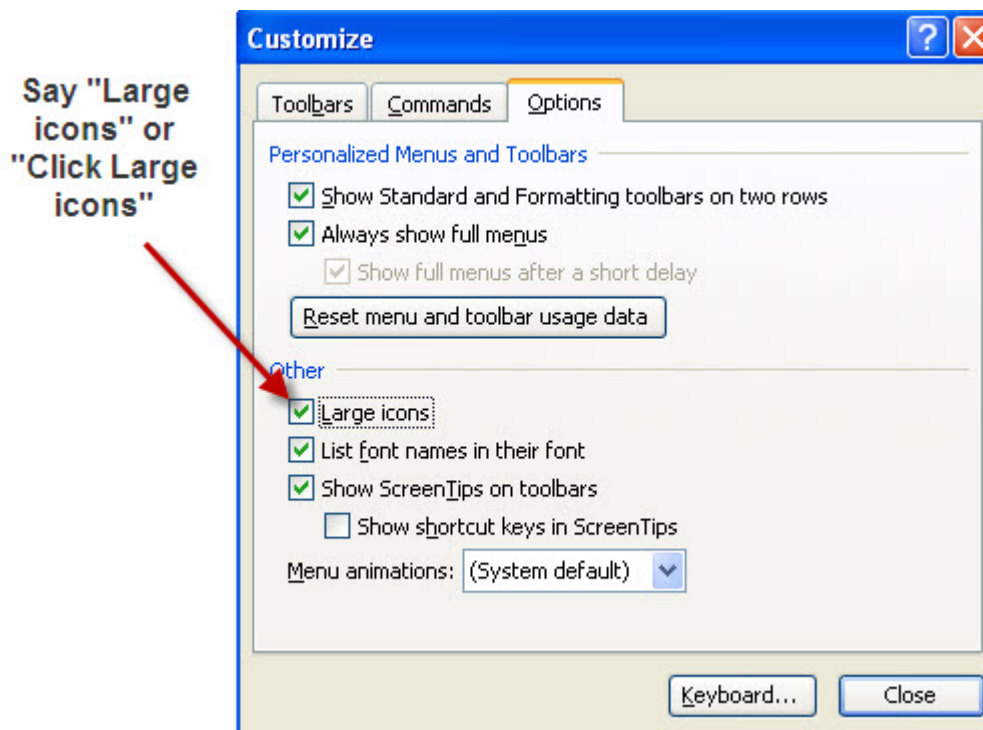 Customize
?
Say "Large
icons" or
"Click Large
icons"
Toolbars Commands Options
Personalized Menus and Toolbars
Show Standard and Formatting toolbars on two rows
Always show full menus
Show full menus after a short delay
Reset menu and toolbar usage data
Other
Large icons
List font names in their font
Show ScreenTips on toolbars
Show shortcut keys in ScreenTips
Menu animations: (System default)
Keyboard... Close